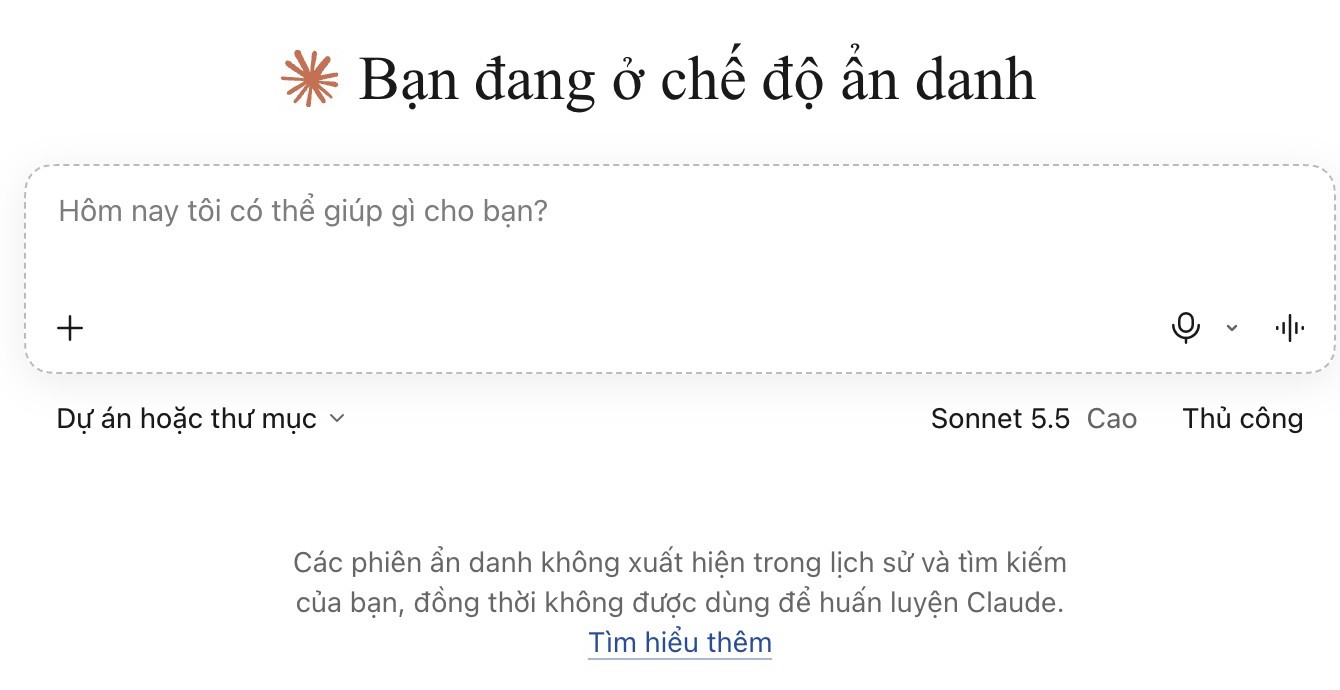 Bạn đang ở chế độ ẩn danh
Hôm nay tôi có thể giúp gì cho bạn?
Dự án hoặc thư mục
Sonnet 5.5 Cao Thủ công
Các phiên ẩn danh không xuất hiện trong lịch sử và tìm kiếm
của bạn, đồng thời không được dùng để huấn luyện Claude.
Tìm hiểu thêm